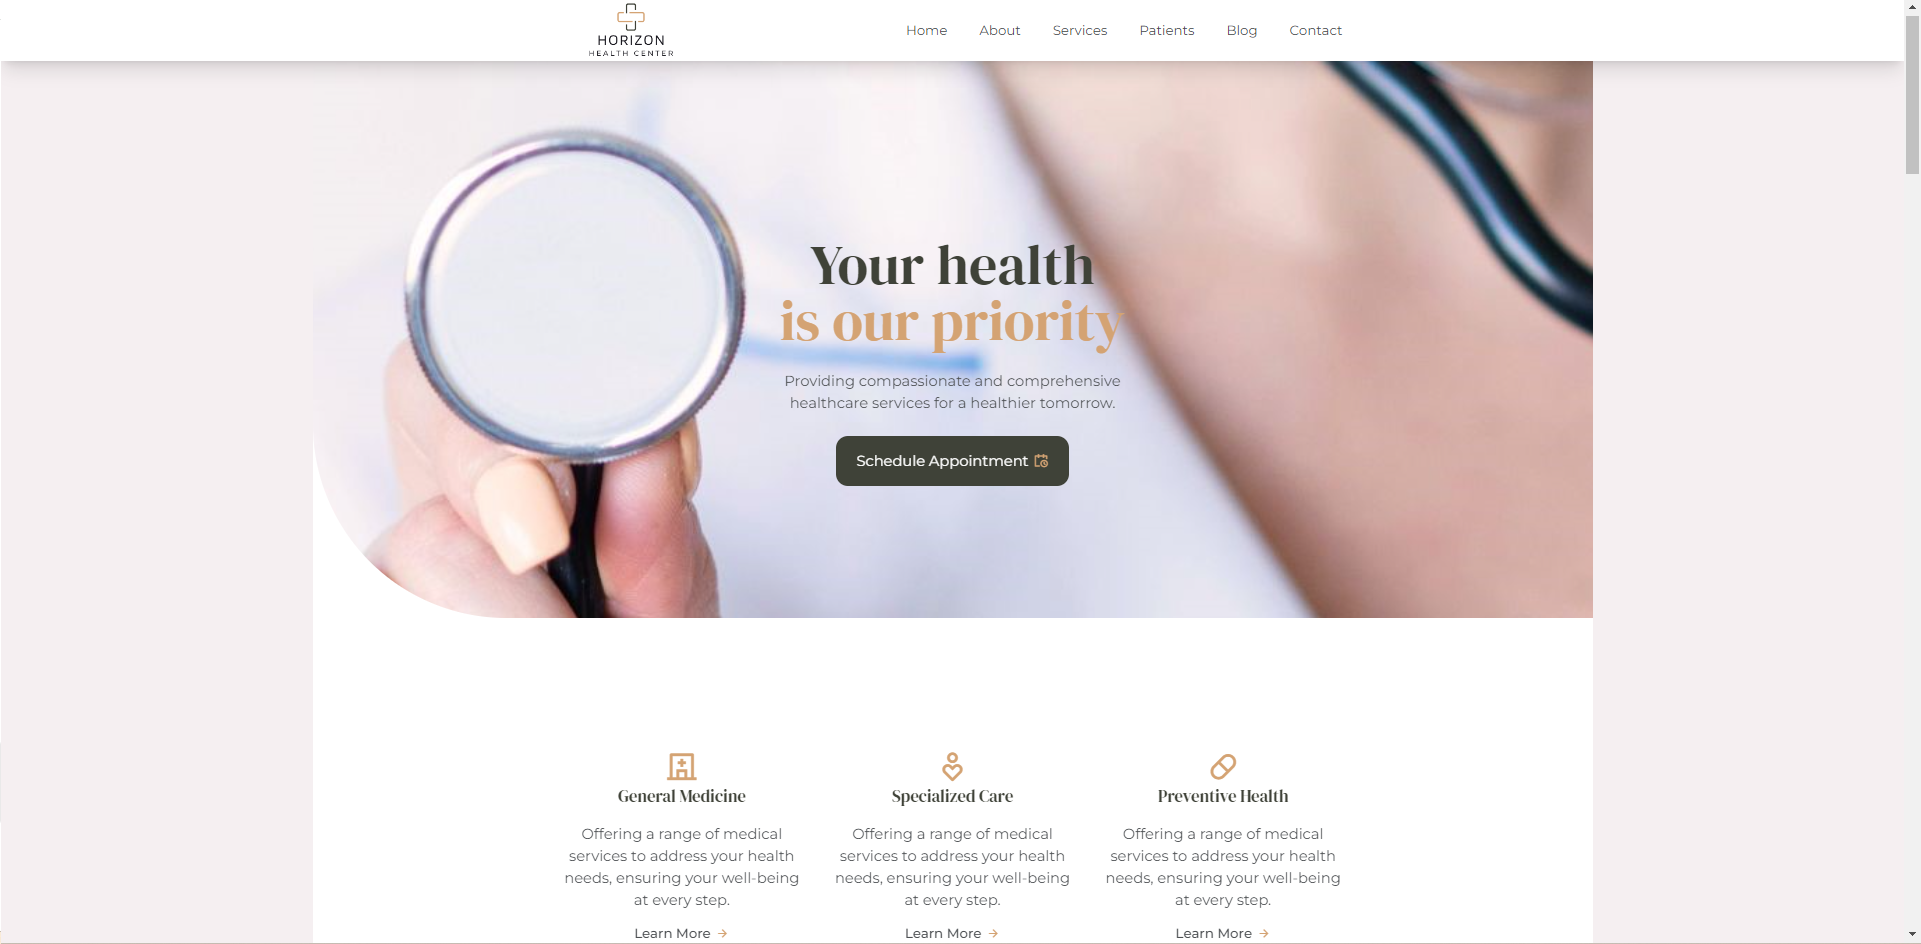 HORIZON
HEALTH CENTER
Home About Services Patients Blog Contact
Your health
is our priority
Providing compassionate and comprehensive
healthcare services for a healthier tomorrow.
Schedule Appointment
General Medicine
Offering a range of medical
services to address your health
needs, ensuring your well-being
at every step.
Learn More →
Specialized Care
Offering a range of medical
services to address your health
needs, ensuring your well-being
at every step.
Learn More →
Preventive Health
Offering a range of medical
services to address your health
needs, ensuring your well-being
at every step.
Learn More →